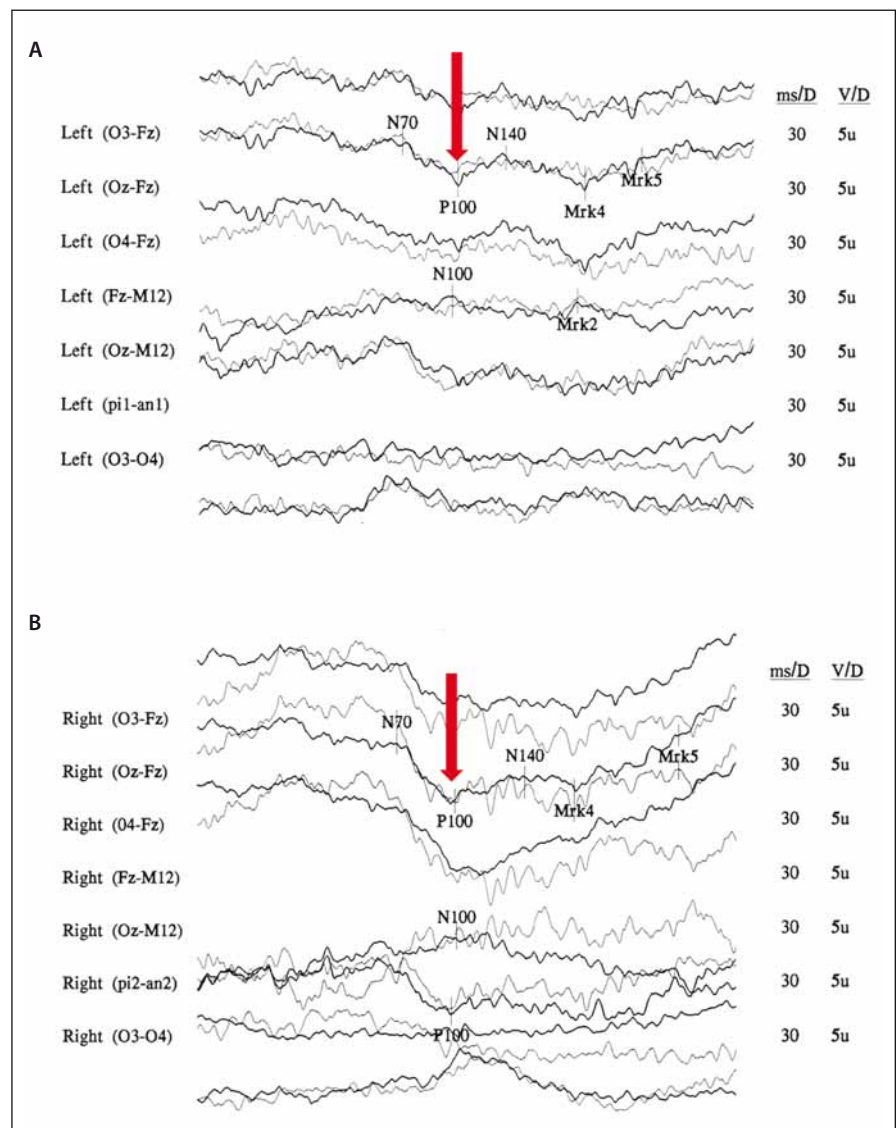 A
ms/D V/D
N70 N140
Left (O3-Fz) 30 5u
Mrk5
Left (Oz-Fz) 30 5u
P100 Mrk4
Left (O4-Fz) 30 5u
N100
Left (Fz-M12) 30 5u
Mrk2
Left (Oz-M12) 30 5u
Left (pi1-an1) 30 5u
Left (O3-O4) 30 5u
B
ms/D V/D
Right (O3-Fz) 30 5u
N70
N140 Mrk5
Right (Oz-Fz) 30 5u
P100 Mrk4
Right (04-Fz) 30 5u
Right (Fz-M12) 30 5u
N100
Right (Oz-M12) 30 5u
Right (pi2-an2) 30 5u
Right (O3-O4) P100 30 5u